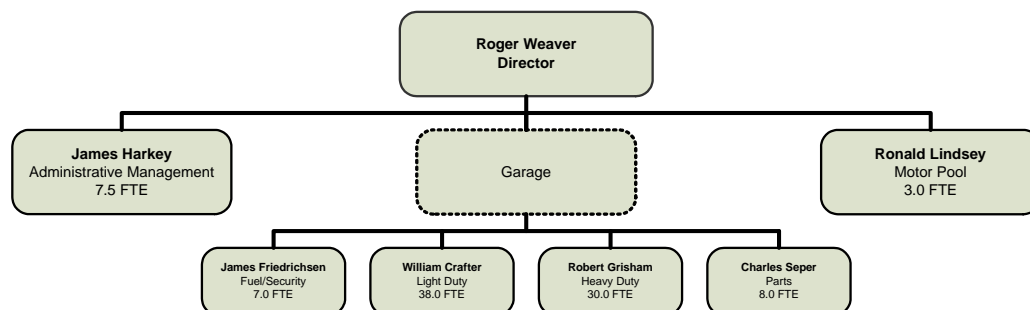 Roger Weaver
Director
James Harkey
Administrative Management
7.5 FTE
Garage
Ronald Lindsey
Motor Pool
3.0 FTE
James Friedrichsen
Fuel/Security
7.0 FTE
William Crafter
Light Duty
38.0 FTE
Robert Grisham
Heavy Duty
30.0 FTE
Charles Seper
Parts
8.0 FTE